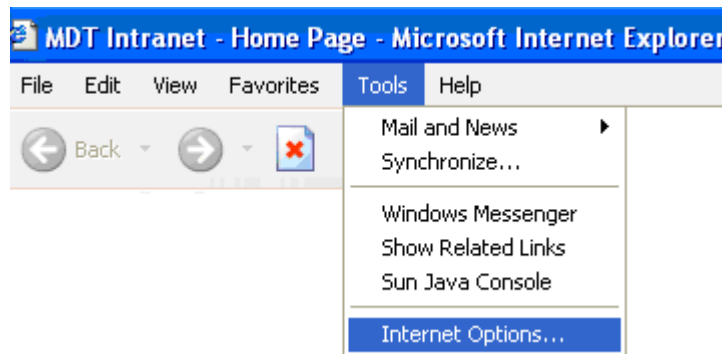 MDT Intranet - Home Page - Microsoft Internet Explorer
File Edit View Favorites Tools Help
Back
Mail and News
Synchronize...
Windows Messenger
Show Related Links
Sun Java Console
Internet Options...